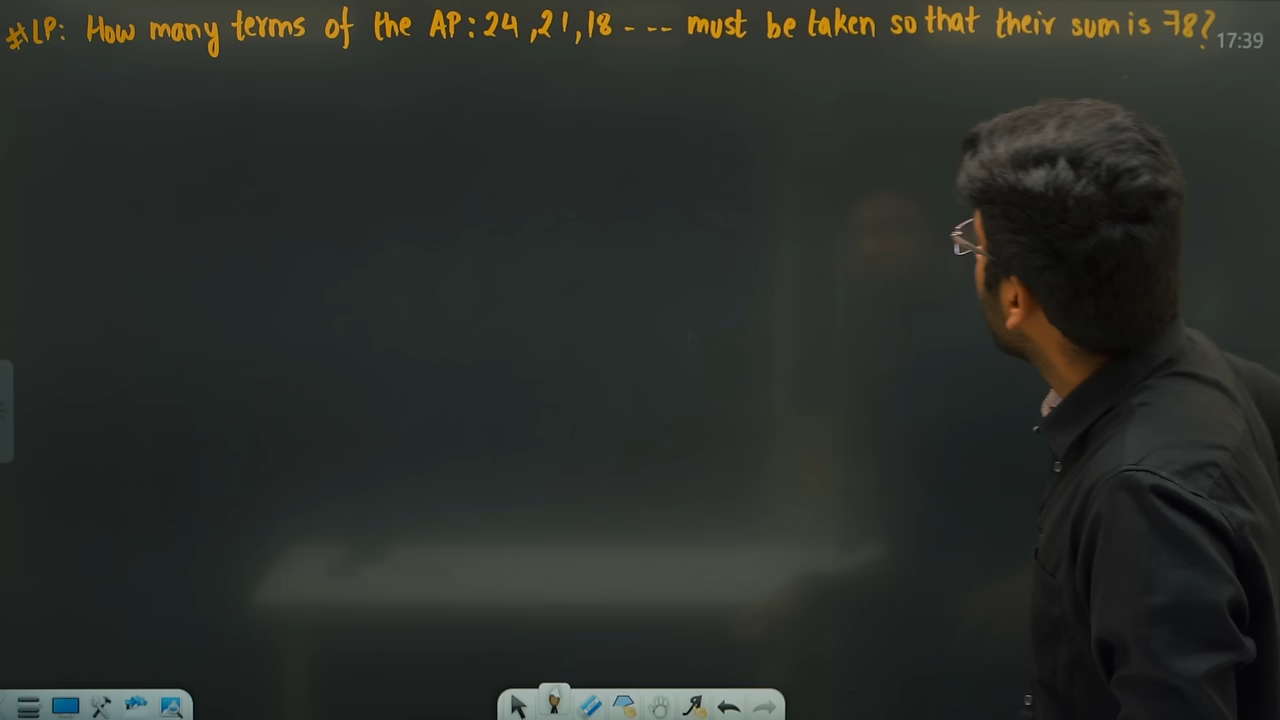 #LP: How many terms of the AP: 24, 21, 18 - - - must be taken so that their sum is 78?
17:39